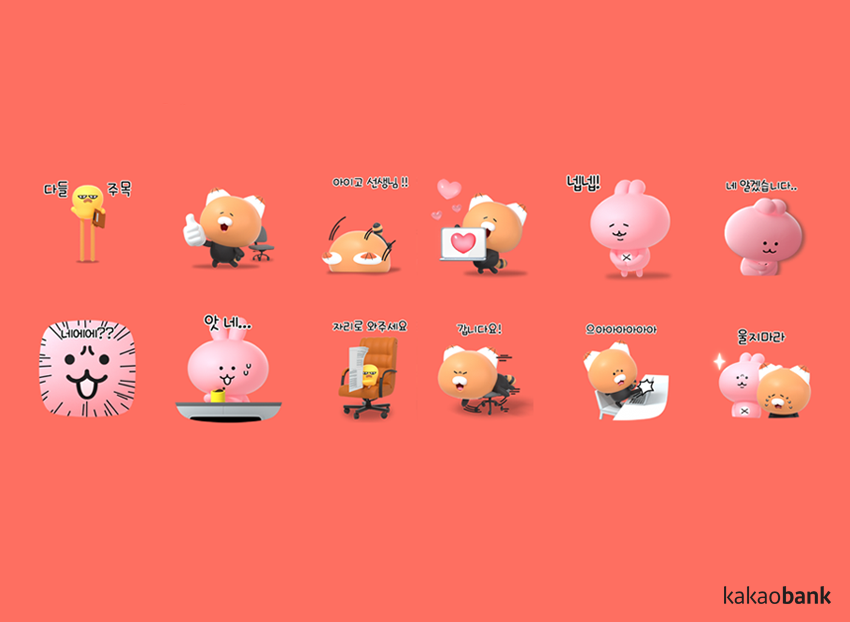 다들 주목
아이고 선생님!!
넵넵!
네 알겠습니다..
네에에??
앗 네...
자리로 와주세요
갑니다요!
으아아아아아아
울지마라
kakaobank